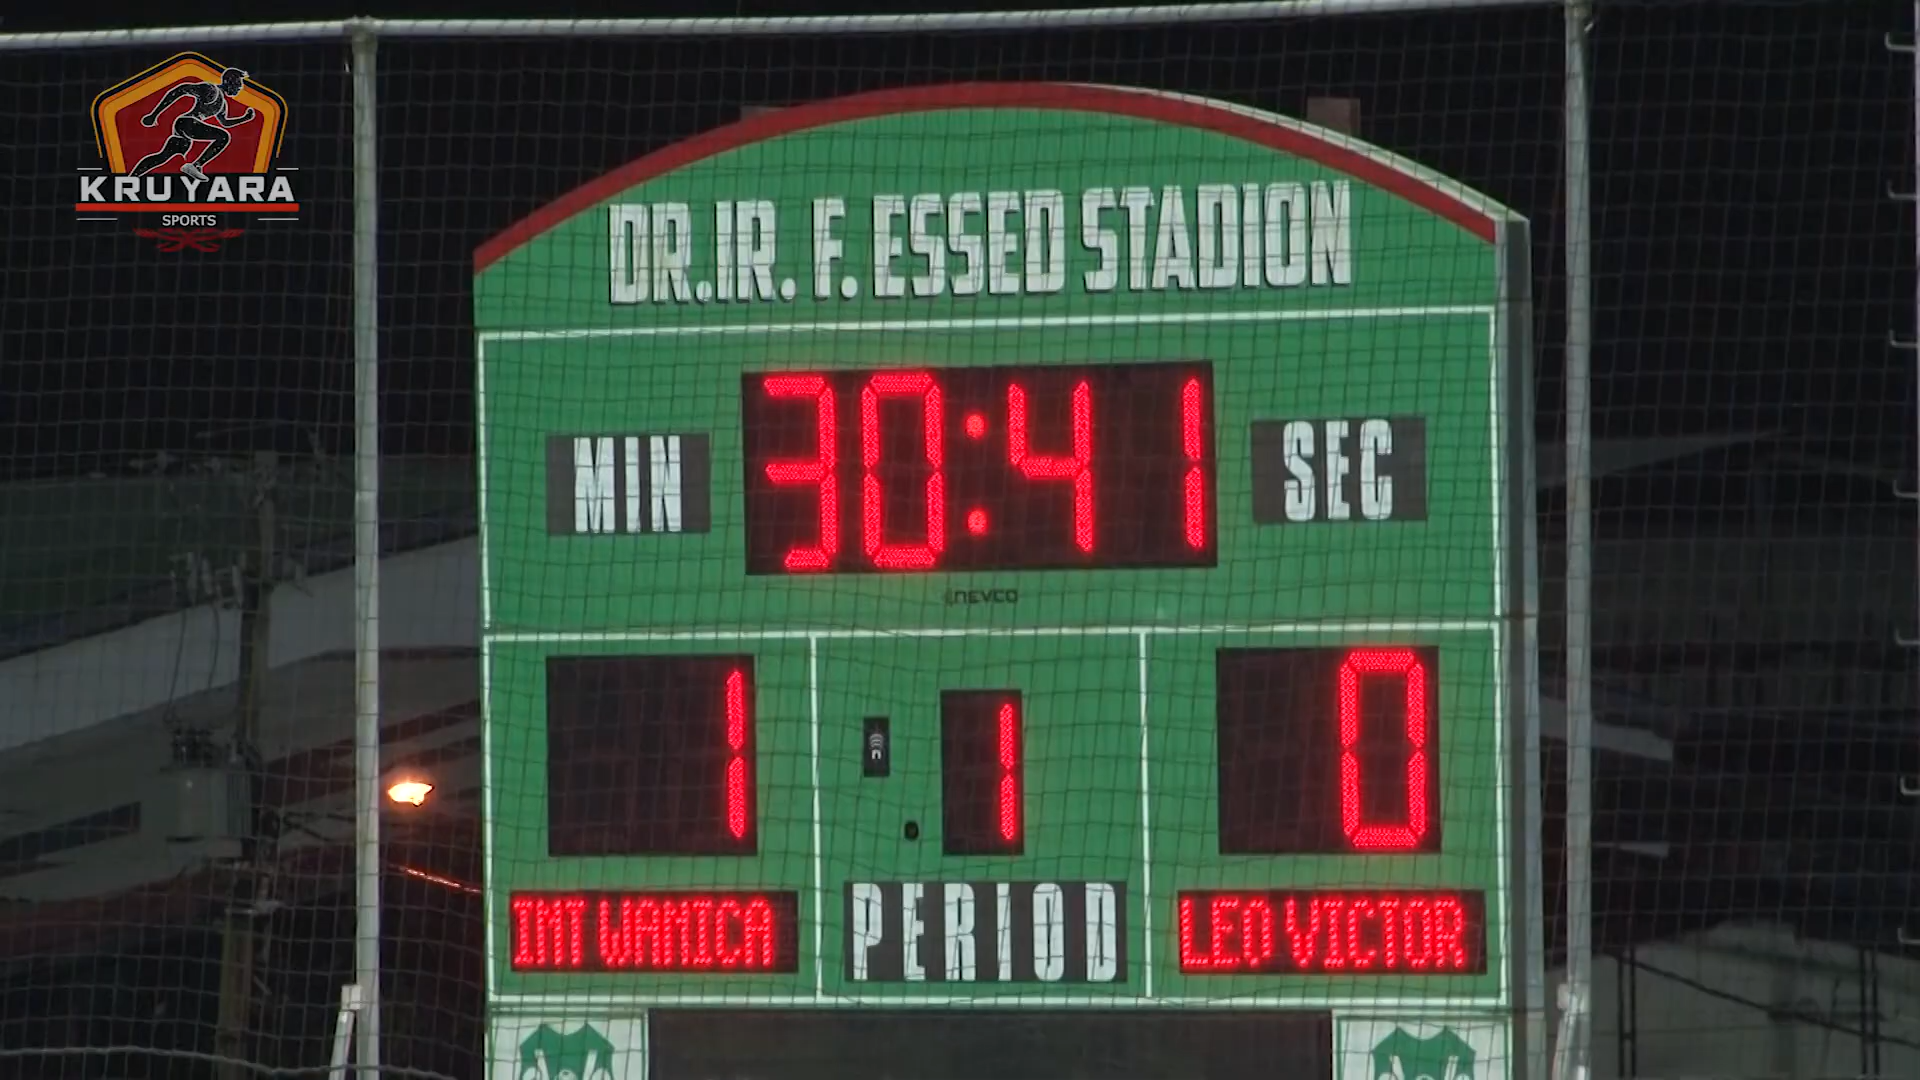 KRUYARA
SPORTS
DR.IR. F. ESSED STADION
MIN 30:41 SEC
NEVCO
1 1 0
INT WANICA PERIOD LEO VICTOR